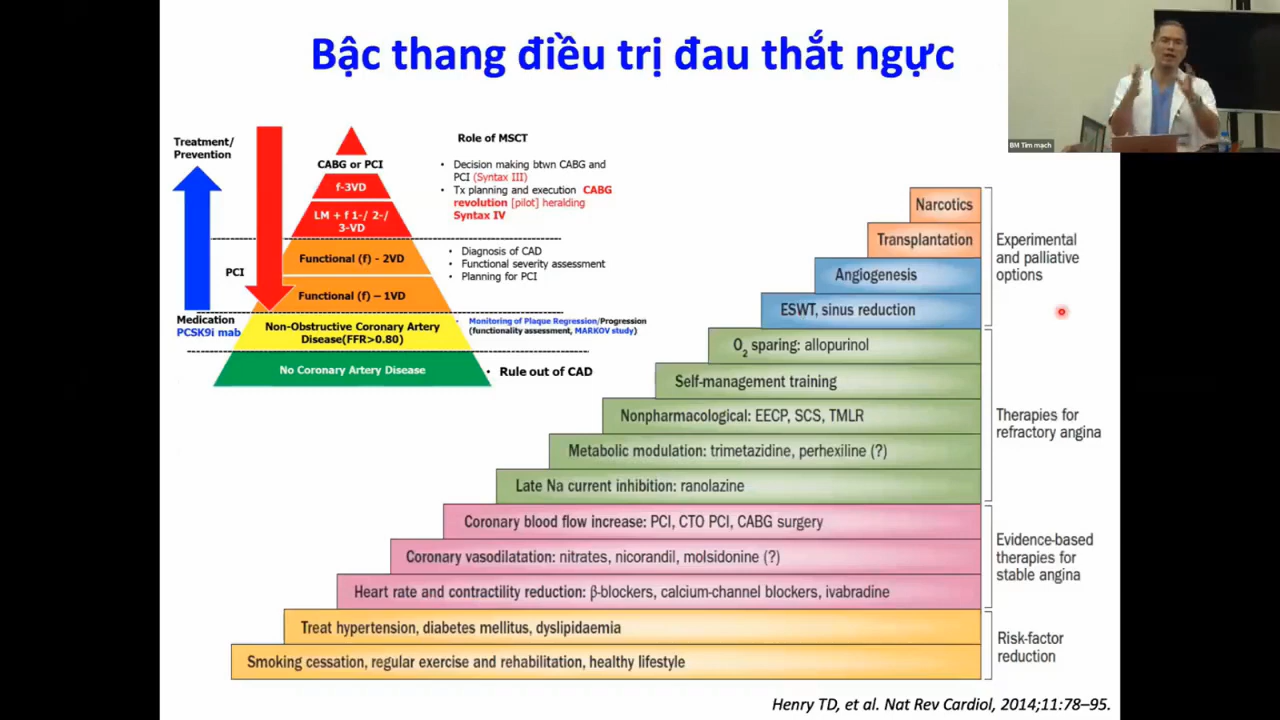 Bậc thang điều trị đau thắt ngực
BM Tim mạch
Treatment/
Prevention
PCI
Medication
PCSK9i mab
CABG or PCI
f-3VD
LM + f 1-/ 2-/
3-VD
Functional (f) - 2VD
Functional (f) – 1VD
Non-Obstructive Coronary Artery
Disease(FFR>0.80)
No Coronary Artery Disease
Role of MSCT
• Decision making btwn CABG and
PCI (Syntax III)
• Tx planning and execution CABG
revolution [pilot] heralding
Syntax IV
• Diagnosis of CAD
• Functional severity assessment
• Planning for PCI
• Monitoring of Plaque Regression/Progression
(functionality assessment, MARKOV study)
• Rule out of CAD
Narcotics
Transplantation
Angiogenesis
ESWT, sinus reduction
Experimental
and palliative
options
O2 sparing: allopurinol
Self-management training
Nonpharmacological: EECP, SCS, TMLR
Metabolic modulation: trimetazidine, perhexiline (?)
Late Na current inhibition: ranolazine
Therapies for
refractory angina
Coronary blood flow increase: PCI, CTO PCI, CABG surgery
Coronary vasodilatation: nitrates, nicorandil, molsidonine (?)
Heart rate and contractility reduction: β-blockers, calcium-channel blockers, ivabradine
Evidence-based
therapies for
stable angina
Treat hypertension, diabetes mellitus, dyslipidaemia
Smoking cessation, regular exercise and rehabilitation, healthy lifestyle
Risk-factor
reduction
Henry TD, et al. Nat Rev Cardiol, 2014;11:78–95.